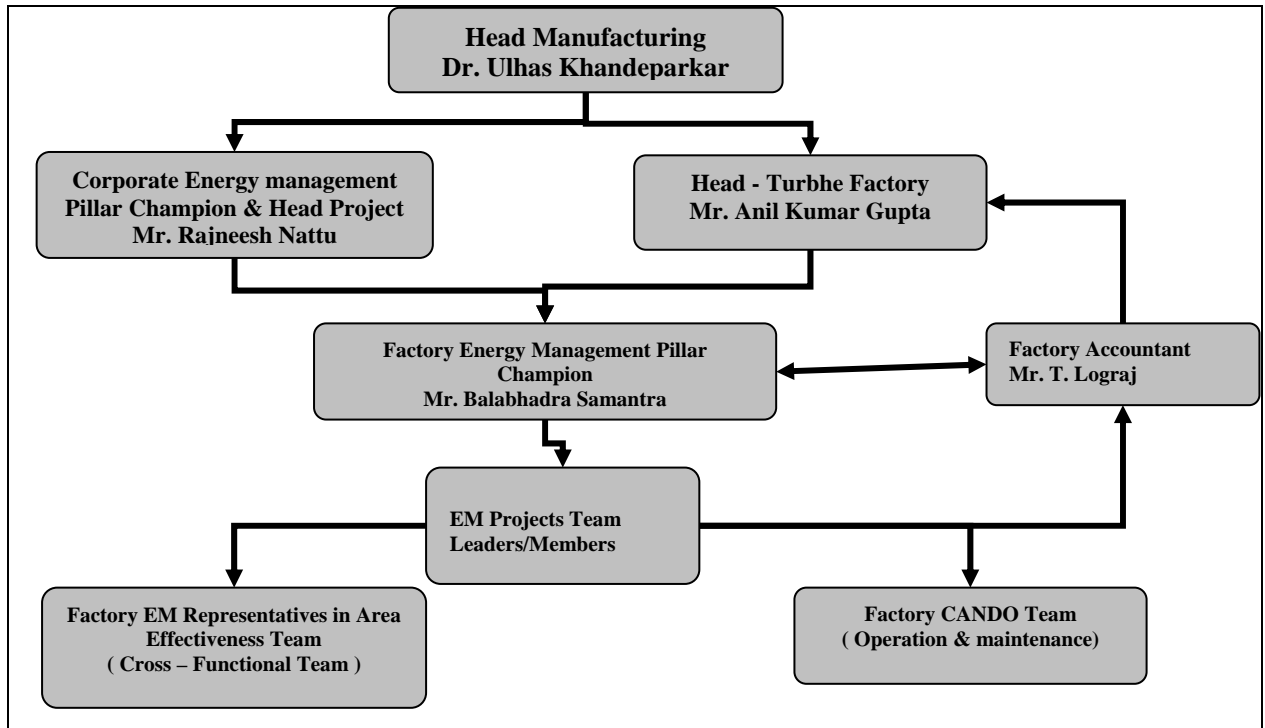 Head Manufacturing
Dr. Ulhas Khandeparkar
Corporate Energy management
Pillar Champion & Head Project
Mr. Rajneesh Nattu
Head - Turbhe Factory
Mr. Anil Kumar Gupta
Factory Energy Management Pillar
Champion
Mr. Balabhadra Samantra
Factory Accountant
Mr. T. Lograj
EM Projects Team
Leaders/Members
Factory EM Representatives in Area
Effectiveness Team
( Cross – Functional Team )
Factory CANDO Team
( Operation & maintenance)